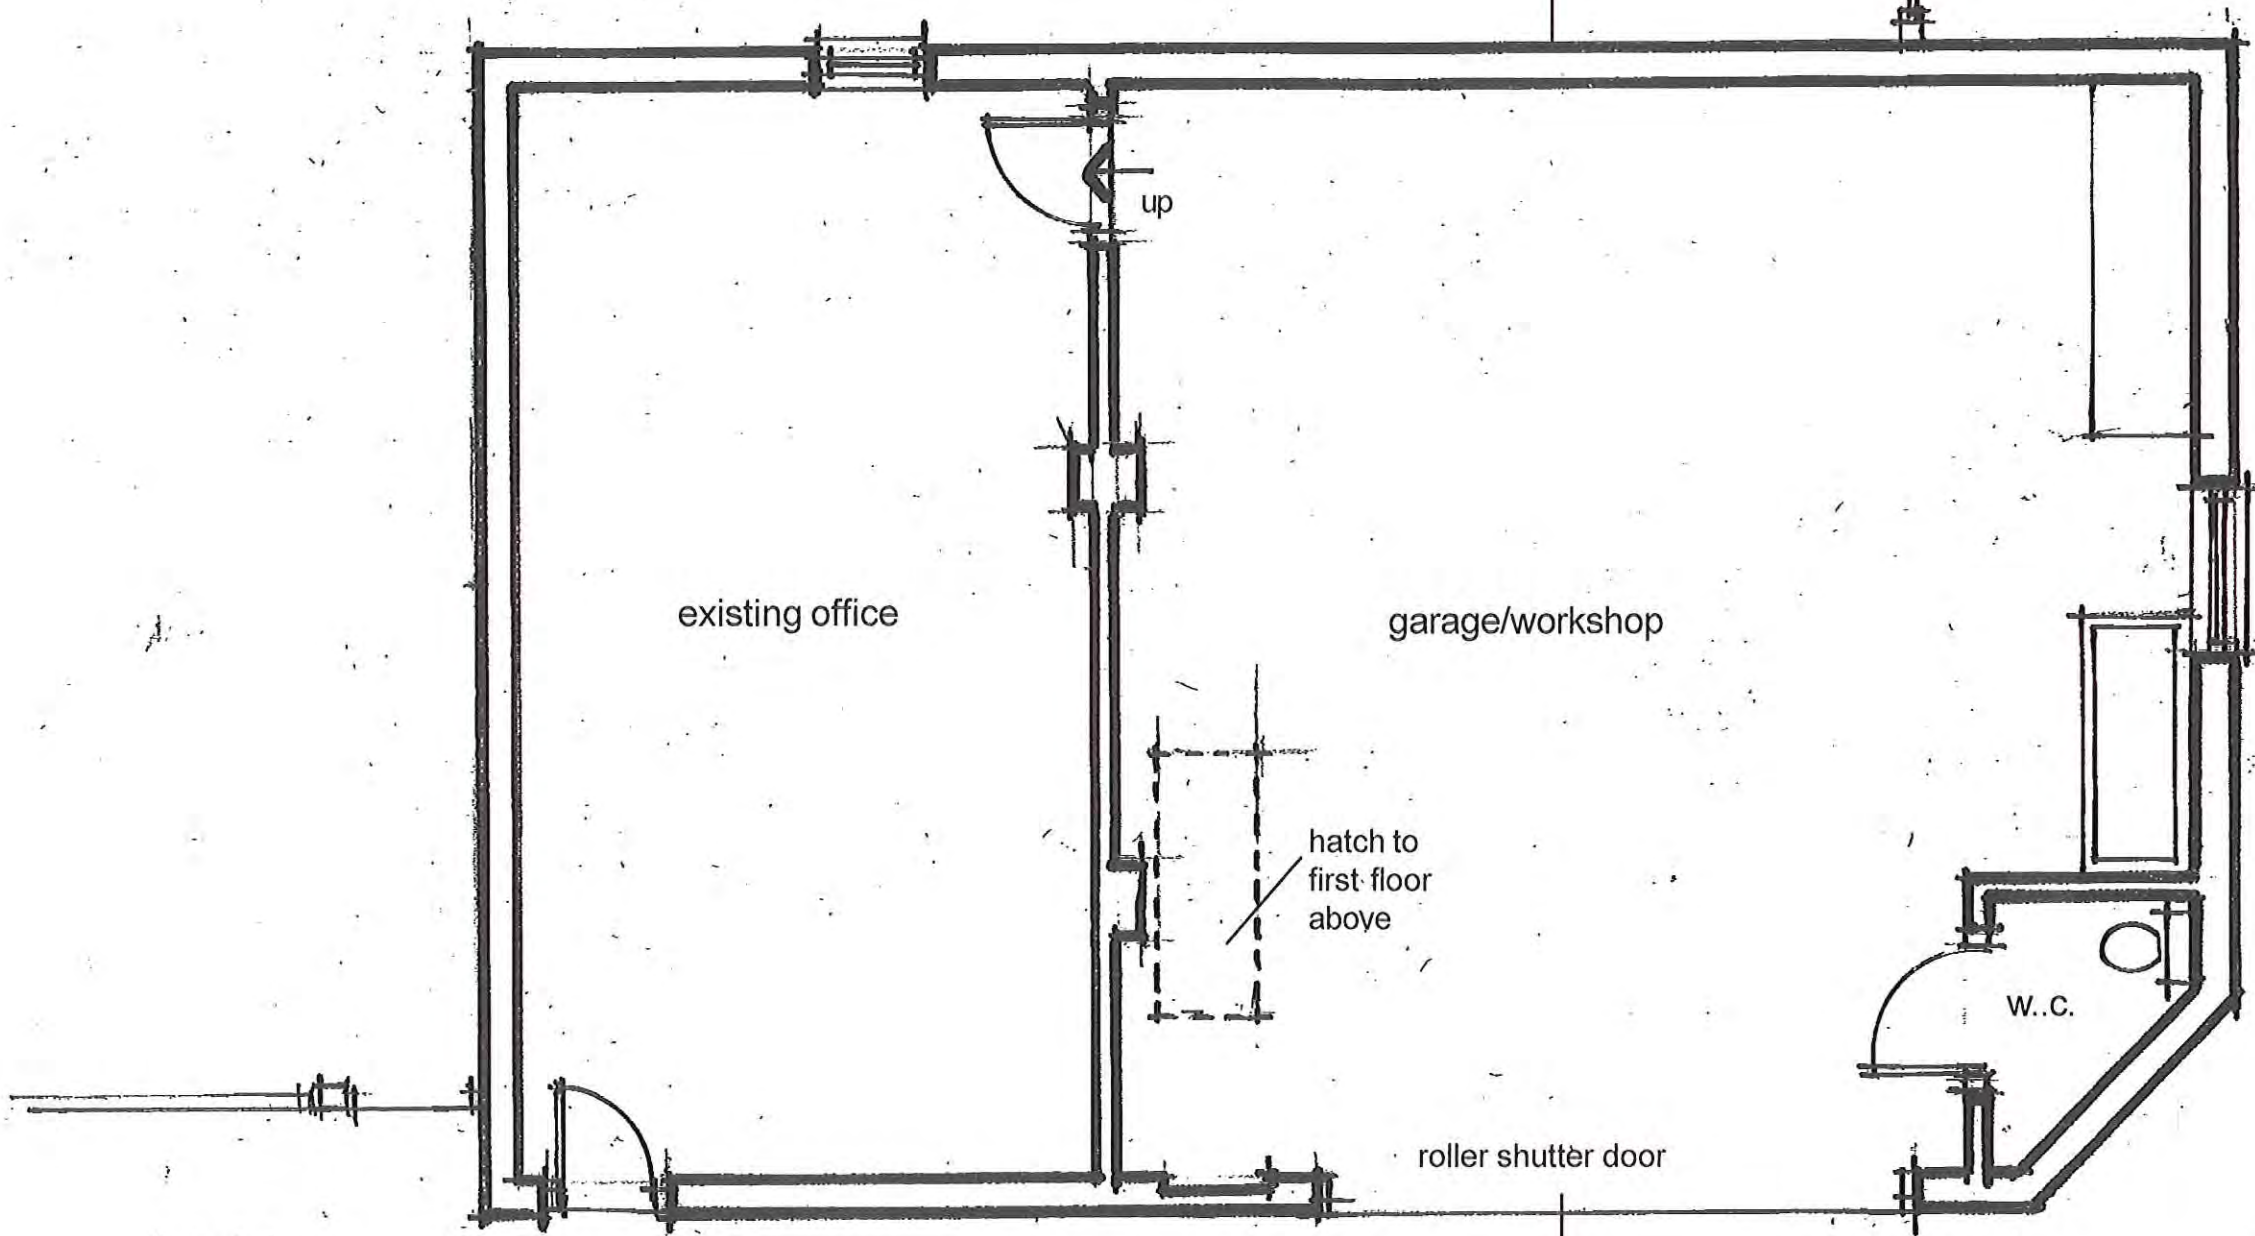 up
existing office
garage/workshop
hatch to
first floor
above
w..c.
roller shutter door